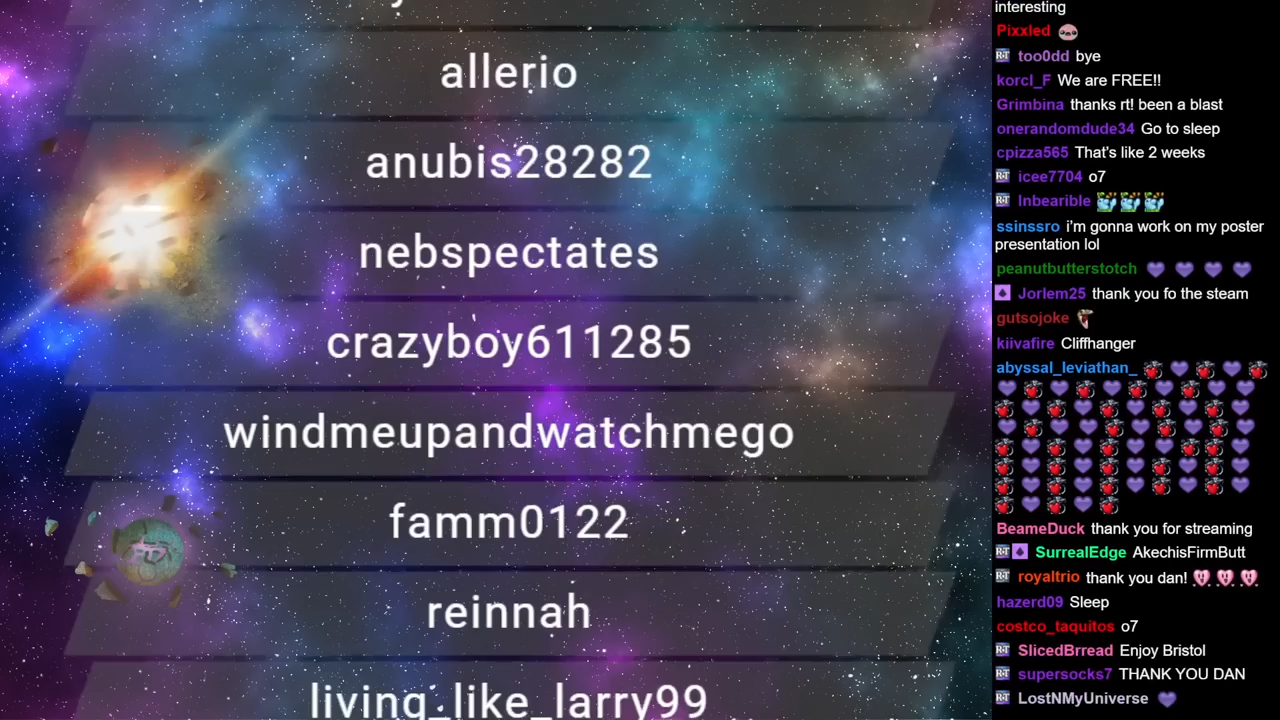 allerio
anubis28282
nebspectates
crazyboy611285
windmeupandwatchmego
famm0122
reinnah
living_like_larry99
interesting
Pixxled
too0dd bye
korcl_F We are FREE!!
Grimbina thanks rt! been a blast
onerandomdude34 Go to sleep
cpizza565 That's like 2 weeks
icee7704 o7
Inbearible
ssinssro i'm gonna work on my poster
presentation lol
peanutbutterstotch
Jorlem25 thank you fo the steam
gutsojoke
kiivafire Cliffhanger
abyssal_leviathan_
BeameDuck thank you for streaming
SurrealEdge AkechisFirmButt
royaltrio thank you dan!
hazerd09 Sleep
costco_taquitos o7
SlicedBrread Enjoy Bristol
supersocks7 THANK YOU DAN
LostNMyUniverse